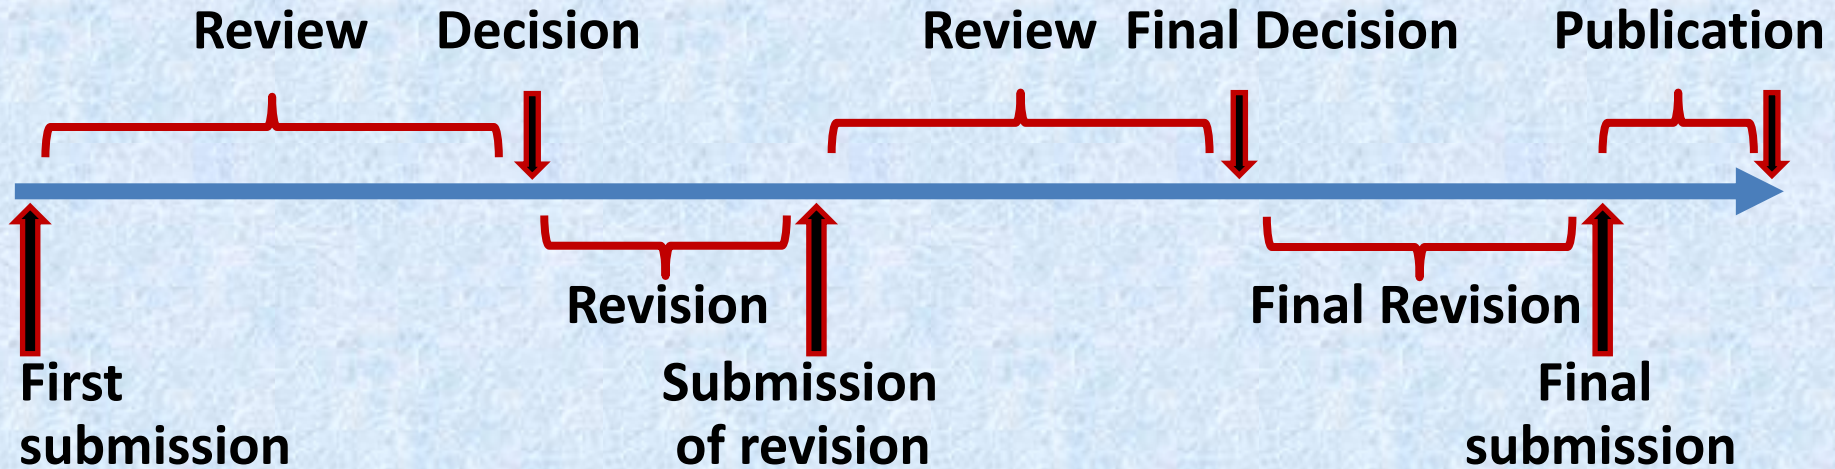 Review Decision Review Final Decision Publication
Revision Final Revision
First Submission Final
submission of revision submission